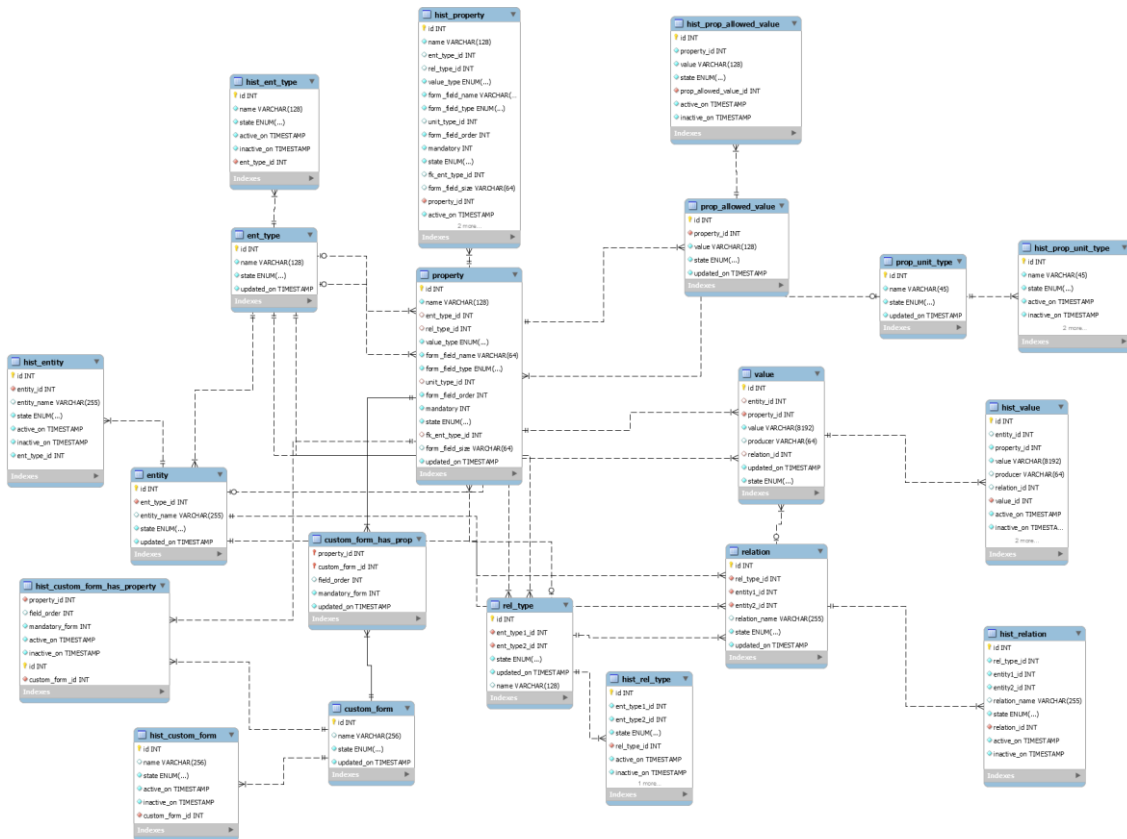 hist_property
id INT
name VARCHAR(128)
ent_type_id INT
rel_type_id INT
value_type ENUM(...)
form_field_name VARCHAR(...
form_field_type ENUM(...)
unit_type_id INT
form_field_order INT
mandatory INT
state ENUM(...)
fk_ent_type_id INT
form_field_size VARCHAR(64)
property_id INT
active_on TIMESTAMP
2 more...
Indexes
hist_prop_allowed_value
id INT
property_id INT
value VARCHAR(128)
state ENUM(...)
prop_allowed_value_id INT
active_on TIMESTAMP
inactive_on TIMESTAMP
Indexes
hist_ent_type
id INT
name VARCHAR(128)
state ENUM(...)
active_on TIMESTAMP
inactive_on TIMESTAMP
ent_type_id INT
Indexes
prop_allowed_value
id INT
property_id INT
value VARCHAR(128)
state ENUM(...)
updated_on TIMESTAMP
Indexes
ent_type
id INT
name VARCHAR(128)
state ENUM(...)
updated_on TIMESTAMP
Indexes
prop_unit_type
id INT
name VARCHAR(45)
state ENUM(...)
updated_on TIMESTAMP
Indexes
hist_prop_unit_type
id INT
name VARCHAR(45)
state ENUM(...)
active_on TIMESTAMP
inactive_on TIMESTAMP
2 more...
Indexes
property
id INT
name VARCHAR(128)
ent_type_id INT
rel_type_id INT
value_type ENUM(...)
form_field_name VARCHAR(64)
form_field_type ENUM(...)
unit_type_id INT
form_field_order INT
mandatory INT
state ENUM(...)
fk_ent_type_id INT
form_field_size VARCHAR(64)
updated_on TIMESTAMP
Indexes
hist_entity
id INT
entity_id INT
entity_name VARCHAR(255)
state ENUM(...)
active_on TIMESTAMP
inactive_on TIMESTAMP
ent_type_id INT
Indexes
value
id INT
entity_id INT
property_id INT
value VARCHAR(8192)
producer VARCHAR(64)
relation_id INT
updated_on TIMESTAMP
state ENUM(...)
Indexes
hist_value
id INT
entity_id INT
property_id INT
value VARCHAR(8192)
producer VARCHAR(64)
relation_id INT
value_id INT
active_on TIMESTAMP
inactive_on TIMESTA...
2 more...
Indexes
entity
id INT
ent_type_id INT
entity_name VARCHAR(255)
state ENUM(...)
updated_on TIMESTAMP
Indexes
custom_form_has_prop
property_id INT
custom_form_id INT
field_order INT
mandatory_form INT
updated_on TIMESTAMP
Indexes
relation
id INT
rel_type_id INT
entity1_id INT
entity2_id INT
relation_name VARCHAR(255)
state ENUM(...)
updated_on TIMESTAMP
Indexes
hist_custom_form_has_property
property_id INT
field_order INT
mandatory_form INT
active_on TIMESTAMP
inactive_on TIMESTAMP
id INT
custom_form_id INT
Indexes
rel_type
id INT
ent_type1_id INT
ent_type2_id INT
state ENUM(...)
updated_on TIMESTAMP
name VARCHAR(128)
Indexes
hist_relation
id INT
rel_type_id INT
entity1_id INT
entity2_id INT
relation_name VARCHAR(255)
state ENUM(...)
relation_id INT
active_on TIMESTAMP
inactive_on TIMESTAMP
Indexes
hist_rel_type
id INT
ent_type1_id INT
ent_type2_id INT
state ENUM(...)
rel_type_id INT
active_on TIMESTAMP
inactive_on TIMESTAMP
1 more...
Indexes
custom_form
id INT
name VARCHAR(256)
state ENUM(...)
updated_on TIMESTAMP
Indexes
hist_custom_form
id INT
name VARCHAR(256)
state ENUM(...)
active_on TIMESTAMP
inactive_on TIMESTAMP
custom_form_id INT
Indexes